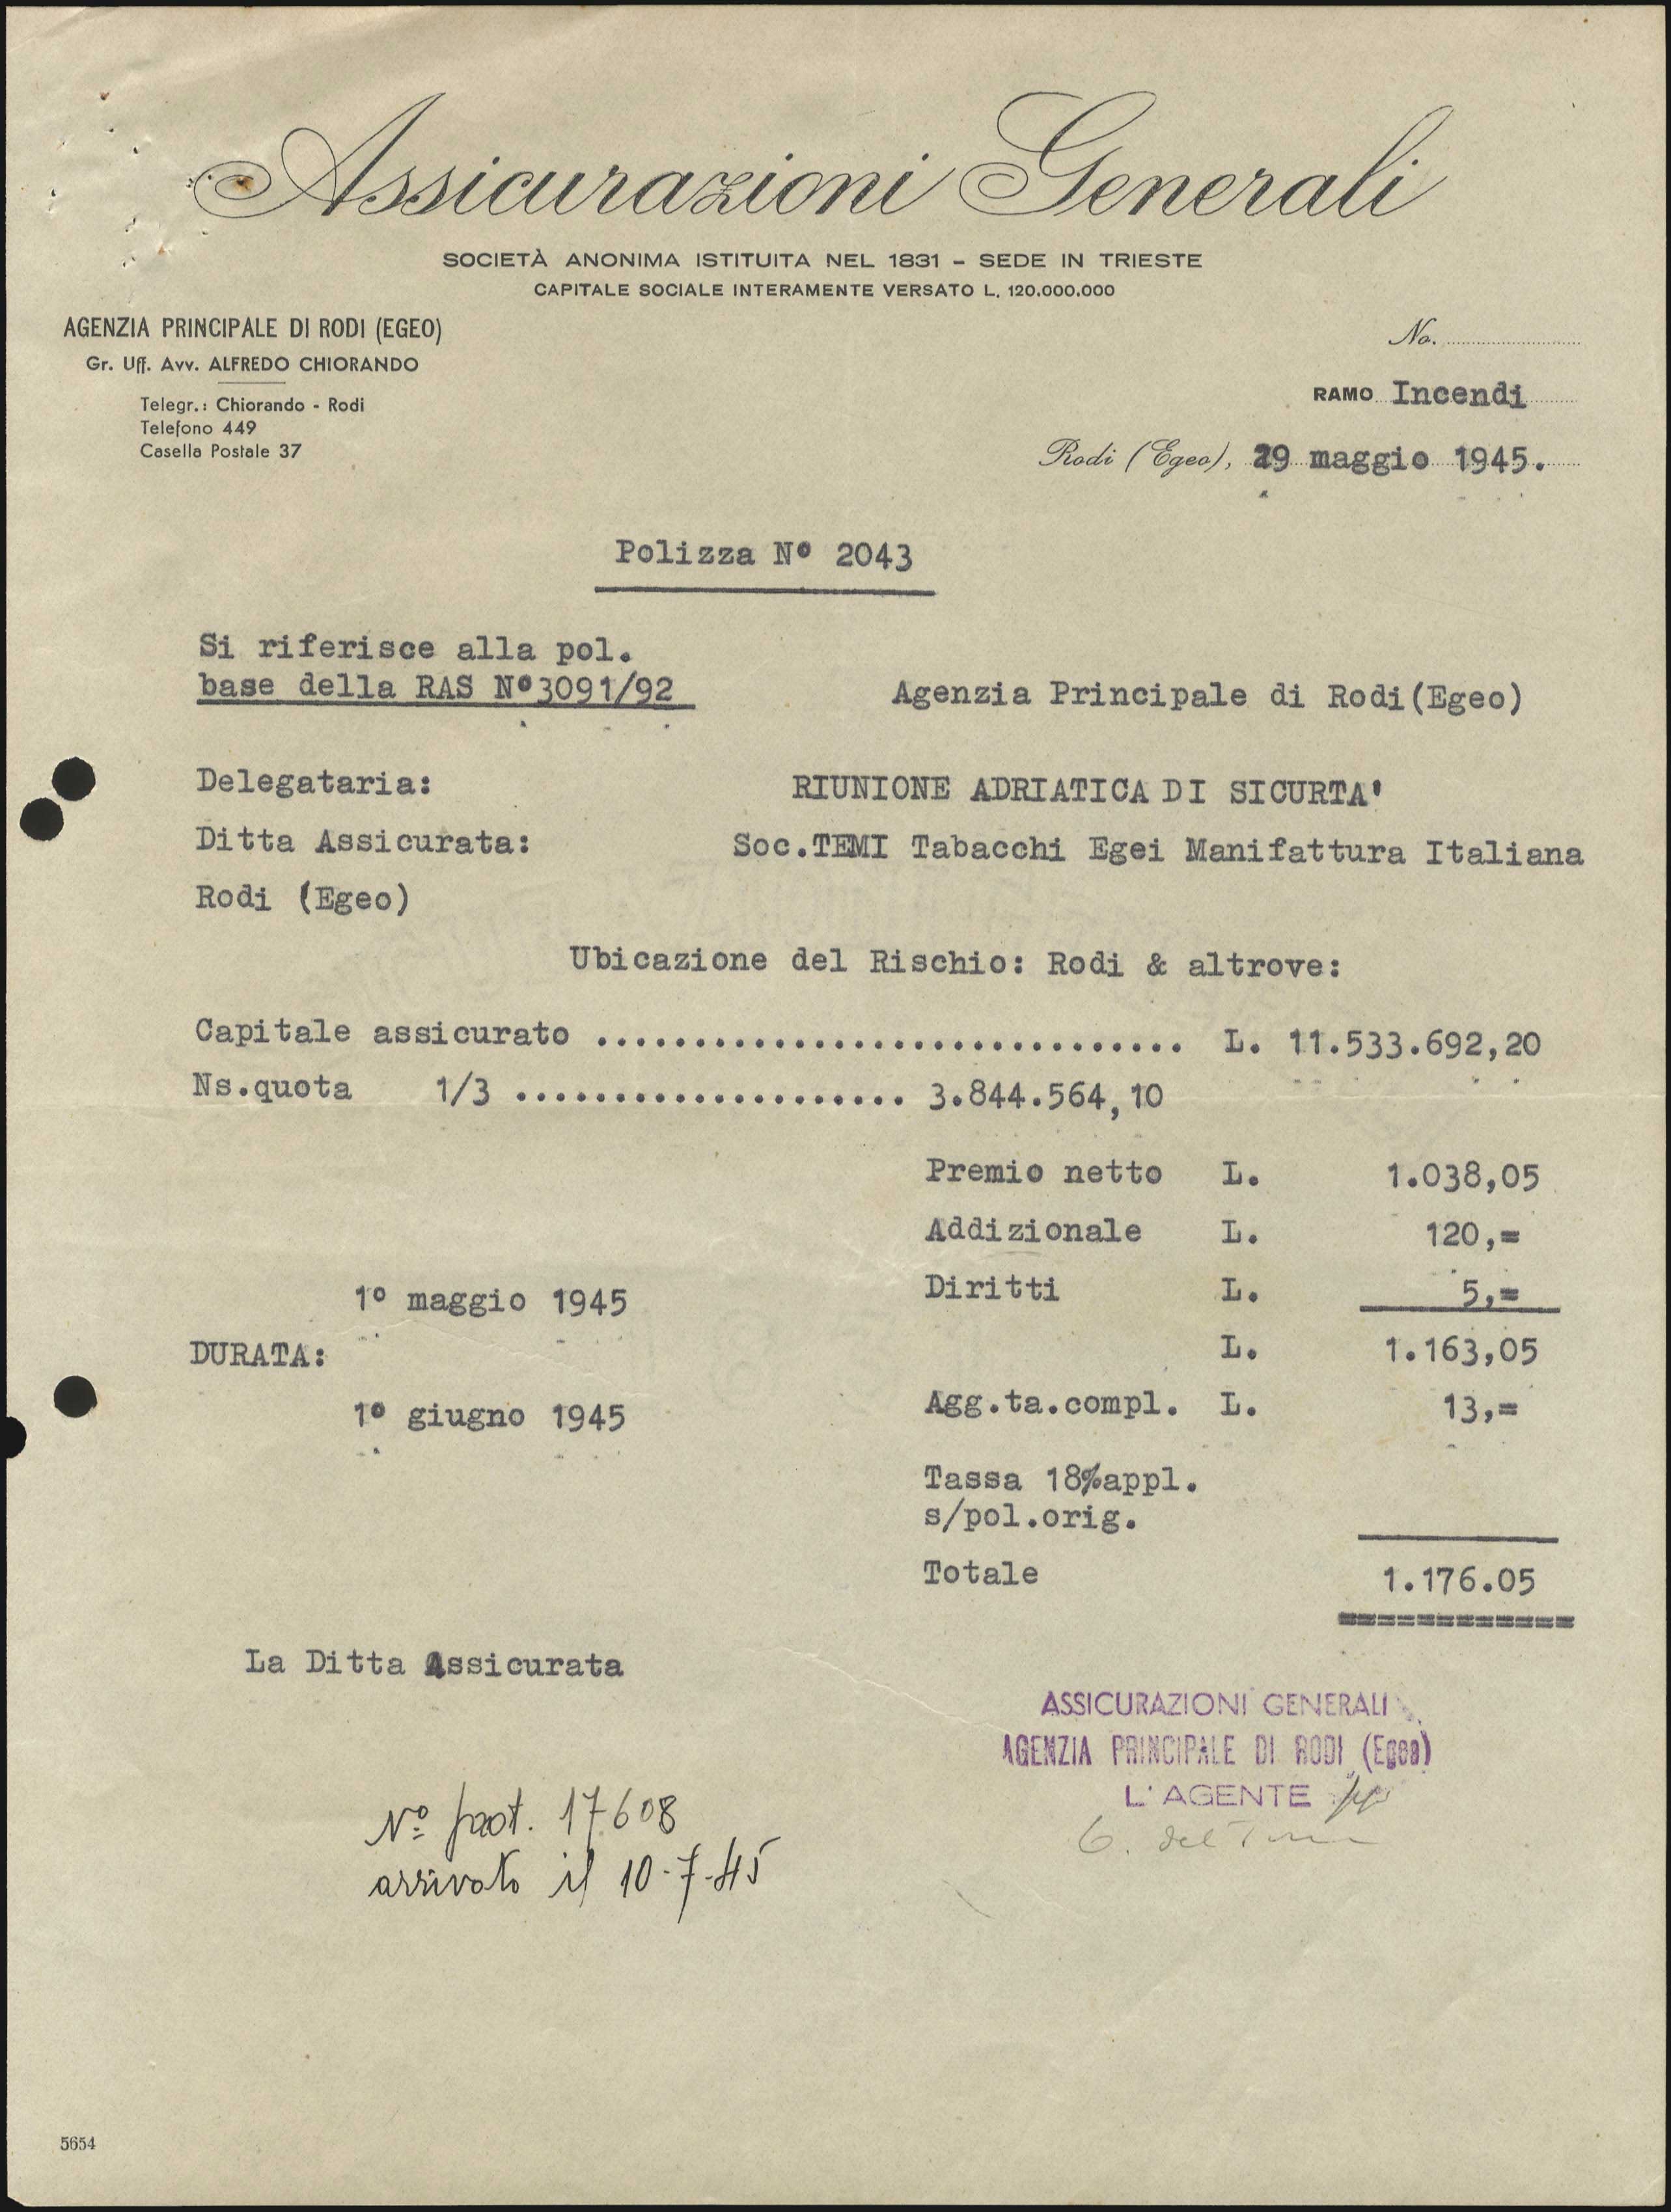 Assicurazioni Generali
SOCIETÀ ANONIMA ISTITUITA NEL 1831 - SEDE IN TRIESTE
CAPITALE SOCIALE INTERAMENTE VERSATO L. 120.000.000
AGENZIA PRINCIPALE DI RODI (EGEO)
Gr. Uff. Avv. ALFREDO CHIORANDO
Telegr.: Chiorando - Rodi
Telefono 449
Casella Postale 37
No.
RAMO Incendi
Rodi (Egeo), 29 maggio 1945.
Polizza Nº 2043
Si riferisce alla pol.
base della RAS Nº3091/92
Agenzia Principale di Rodi(Egeo)
Delegataria: RIUNIONE ADRIATICA DI SICURTA'
Ditta Assicurata: Soc.TEMI Tabacchi Egei Manifattura Italiana
Rodi (Egeo)
Ubicazione del Rischio: Rodi & altrove:
Capitale assicurato .............................. L. 11.533.692,20
Ns.quota 1/3 .................... 3.844.564,10
Premio netto L. 1.038,05
Addizionale L. 120,=
Diritti L. 5,=
1º maggio 1945
L. 1.163,05
DURATA:
Agg.ta.compl. L. 13,=
1º giugno 1945
Tassa 18%appl.
s/pol.orig.
Totale 1.176.05
=============
La Ditta Assicurata
ASSICURAZIONI GENERALI
AGENZIA PRINCIPALE DI RODI (Egeo)
L'AGENTE
Nº prot. 17608
arrivato il 10-7-45
5654